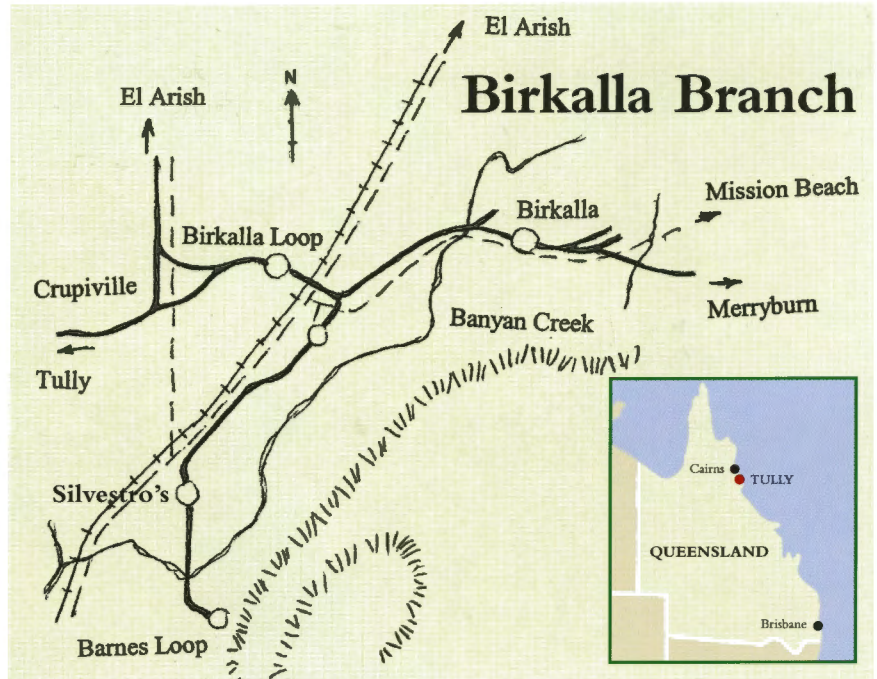 El Arish
El Arish
N
Birkalla Branch
Mission Beach
Birkalla
Birkalla Loop
Crupiville
Merryburn
Banyan Creek
Tully
Cairns
TULLY
Silvestro's
QUEENSLAND
Brisbane
Barnes Loop